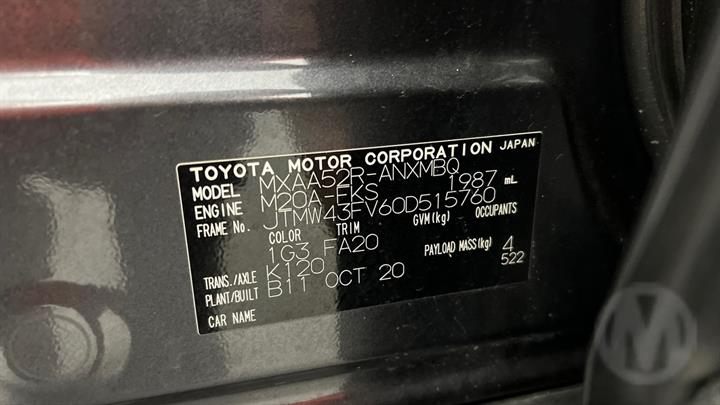 TOYOTA MOTOR CORPORATION JAPAN
MODEL MXAA52R-ANXMBQ
ENGINE M20A-FKS 1987 mL
FRAME No. JTMW43FV60D515760
COLOR TRIM GVM(kg) OCCUPANTS
1G3 FA20
PAYLOAD MASS(kg) 4
522
TRANS./AXLE K120
PLANT/BUILT B11 OCT 20
CAR NAME
M